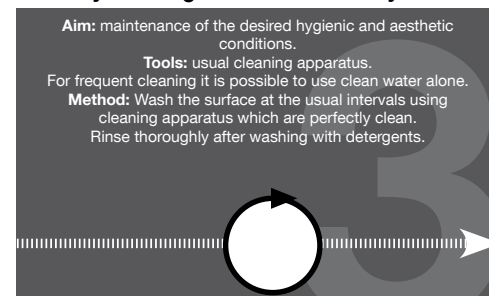 Aim: maintenance of the desired hygienic and aesthetic
conditions.
Tools: usual cleaning apparatus.
For frequent cleaning it is possible to use clean water alone.
Method: Wash the surface at the usual intervals using
cleaning apparatus which are perfectly clean.
Rinse thoroughly after washing with detergents.
3